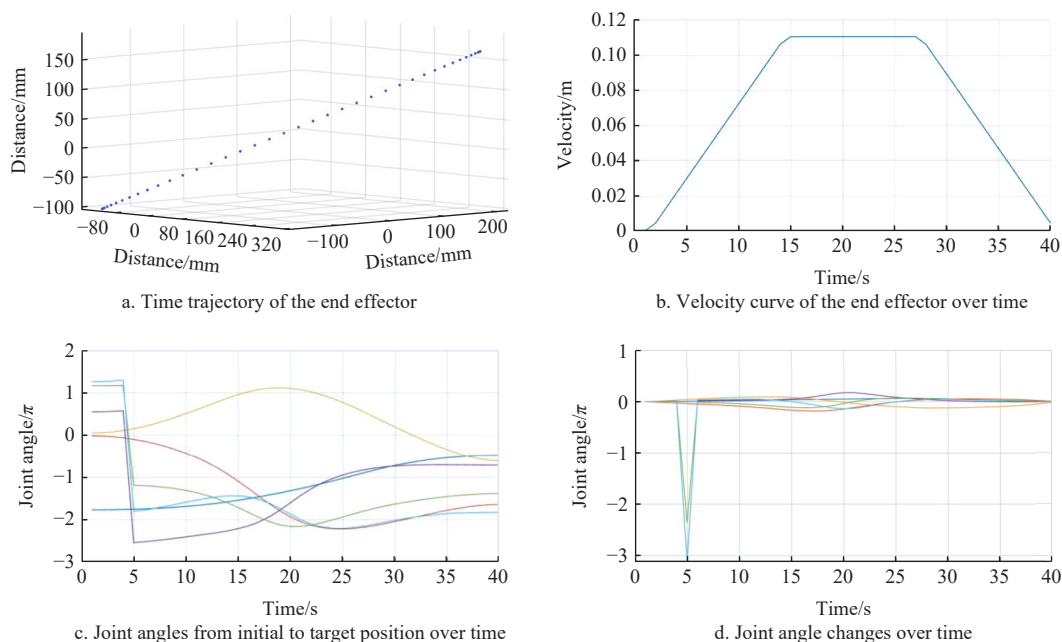 150
100
50
0
−50
−100
Distance/mm
−80 0 80 160 240 320
Distance/mm
−100 0 100 200
Distance/mm
a. Time trajectory of the end effector
0.12
0.10
0.08
0.06
0.04
0.02
0
Velocity/m
0 5 10 15 20 25 30 35 40
Time/s
b. Velocity curve of the end effector over time
2
1
0
−1
−2
−3
Joint angle/π
0 5 10 15 20 25 30 35 40
Time/s
c. Joint angles from initial to target position over time
1
0
−1
−2
−3
Joint angle/π
0 5 10 15 20 25 30 35 40
Time/s
d. Joint angle changes over time